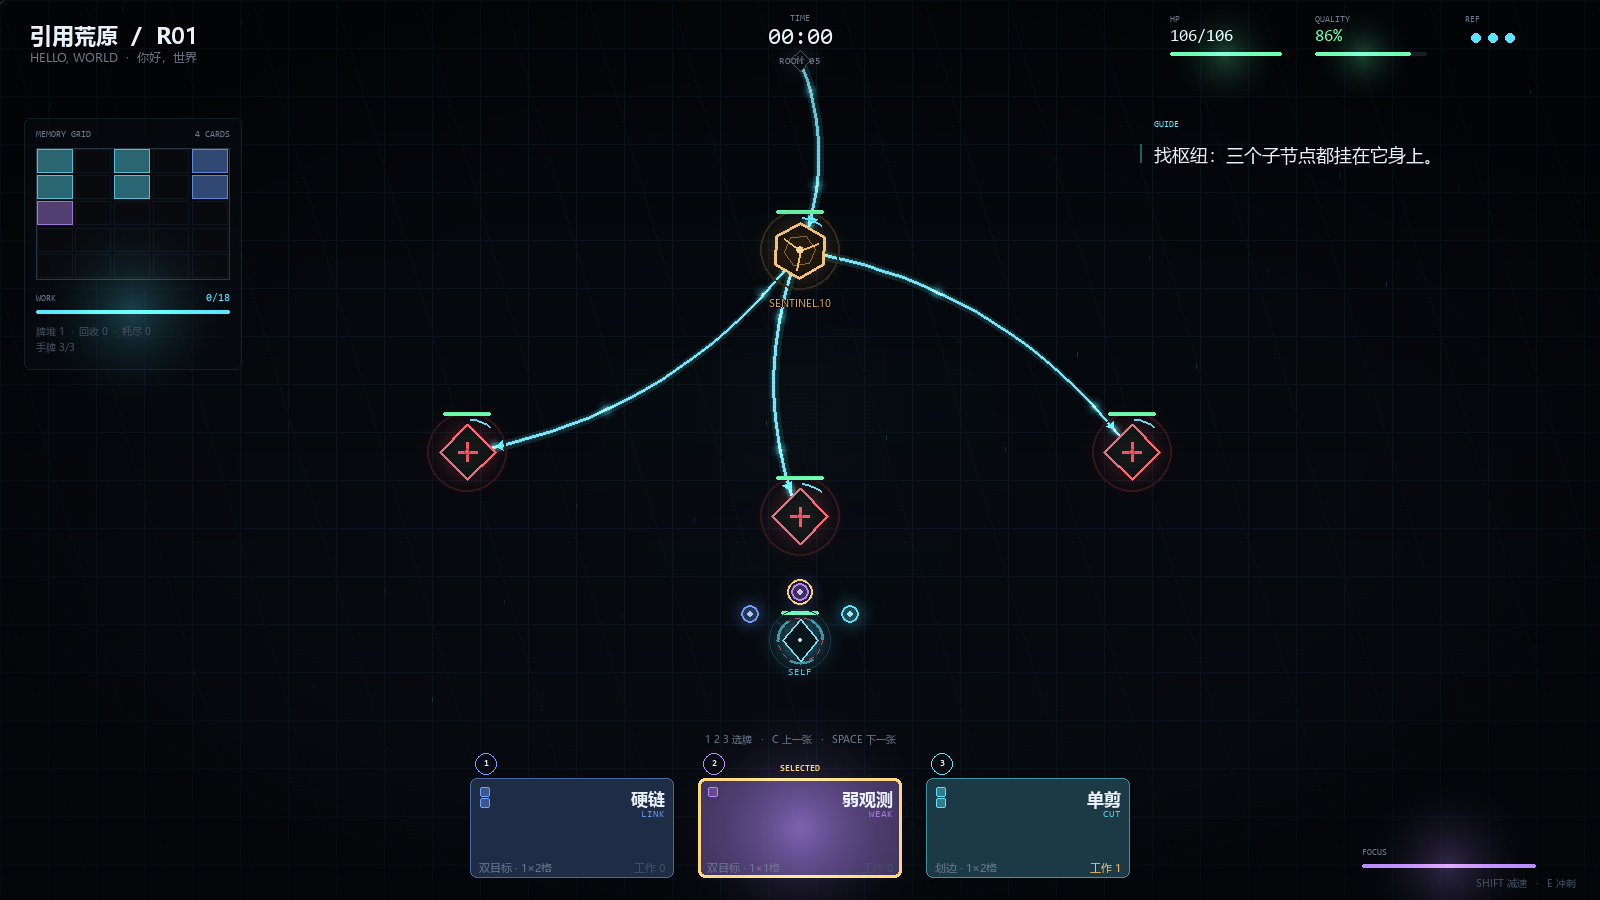 引用荒原 / R01
HELLO, WORLD · 你好，世界
TIME
00:00
ROOM 05
HP
106/106
QUALITY
86%
REF
GUIDE
找枢纽：三个子节点都挂在它身上。
MEMORY GRID
4 CARDS
WORK
0/18
牌堆 1 · 回收 0 · 耗尽 0
手牌 3/3
SENTINEL.10
SELF
1 2 3 选牌 · C 上一张 · SPACE 下一张
1
2
SELECTED
3
硬链
LINK
双目标 · 1×2格
工作 0
弱观测
WEAK
双目标 · 1×1格
工作 0
单剪
CUT
划边 · 1×2格
工作 1
FOCUS
SHIFT 减速 · E 冲刺